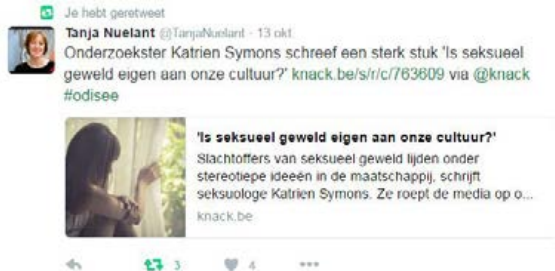 Je hebt geretweet
Tanja Nuelant @TanjaNuelant · 13 okt.
Onderzoekster Katrien Symons schreef een sterk stuk 'Is seksueel
geweld eigen aan onze cultuur?' knack.be/s/r/c/763609 via @knack
#odisee
'Is seksueel geweld eigen aan onze cultuur?'
Slachtoffers van seksueel geweld lijden onder
stereotiepe ideeën in de maatschappij, schrijft
seksuologe Katrien Symons. Ze roept de media op o...
knack.be
3 4